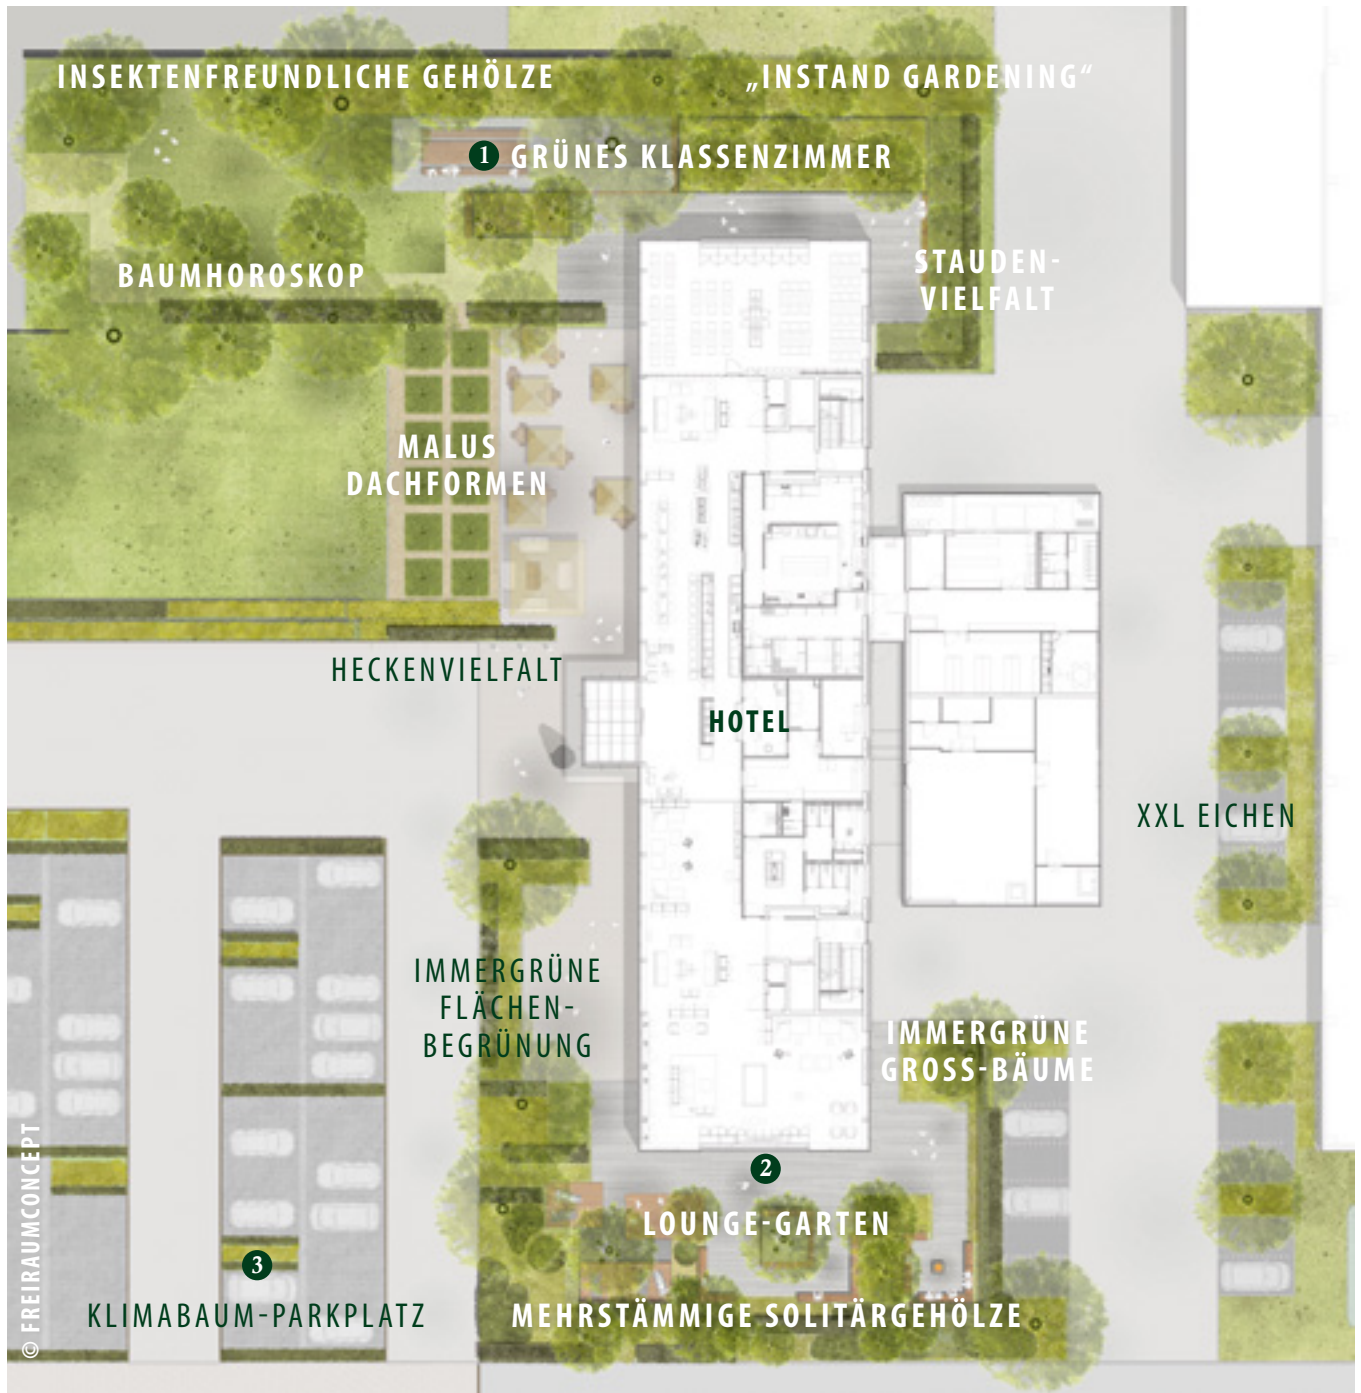 INSEKTENFREUNDLICHE GEHÖLZE
„INSTAND GARDENING“
1 GRÜNES KLASSENZIMMER
BAUMHOROSKOP
STAUDEN-
VIELFALT
MALUS
DACHFORMEN
HECKENVIELFALT
HOTEL
XXL EICHEN
IMMERGRÜNE
FLÄCHEN-
BEGRÜNUNG
IMMERGRÜNE
GROSS-BÄUME
2
LOUNGE-GARTEN
3
KLIMABAUM-PARKPLATZ
MEHRSTÄMMIGE SOLITÄRGEHÖLZE
© FREIRAUMCONCEPT